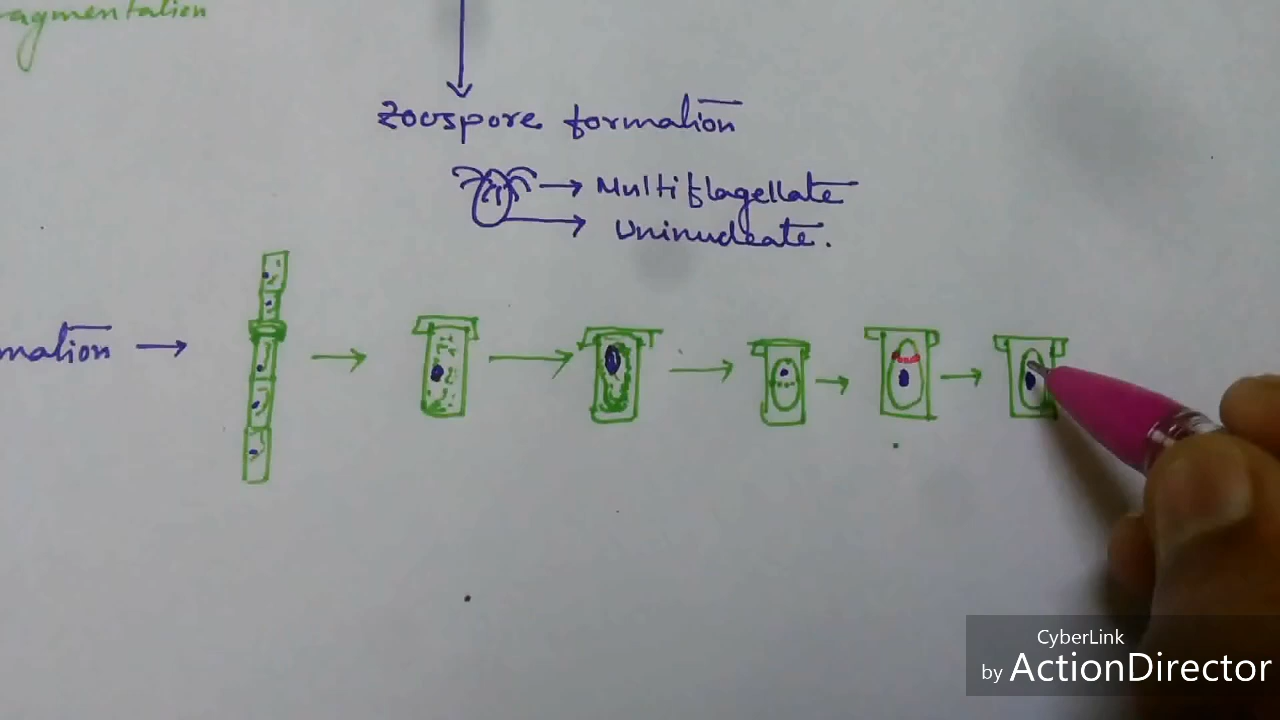 agmentation
Zoospore formation
Multiflagellate
Uninucleate.
mation
CyberLink
by ActionDirector